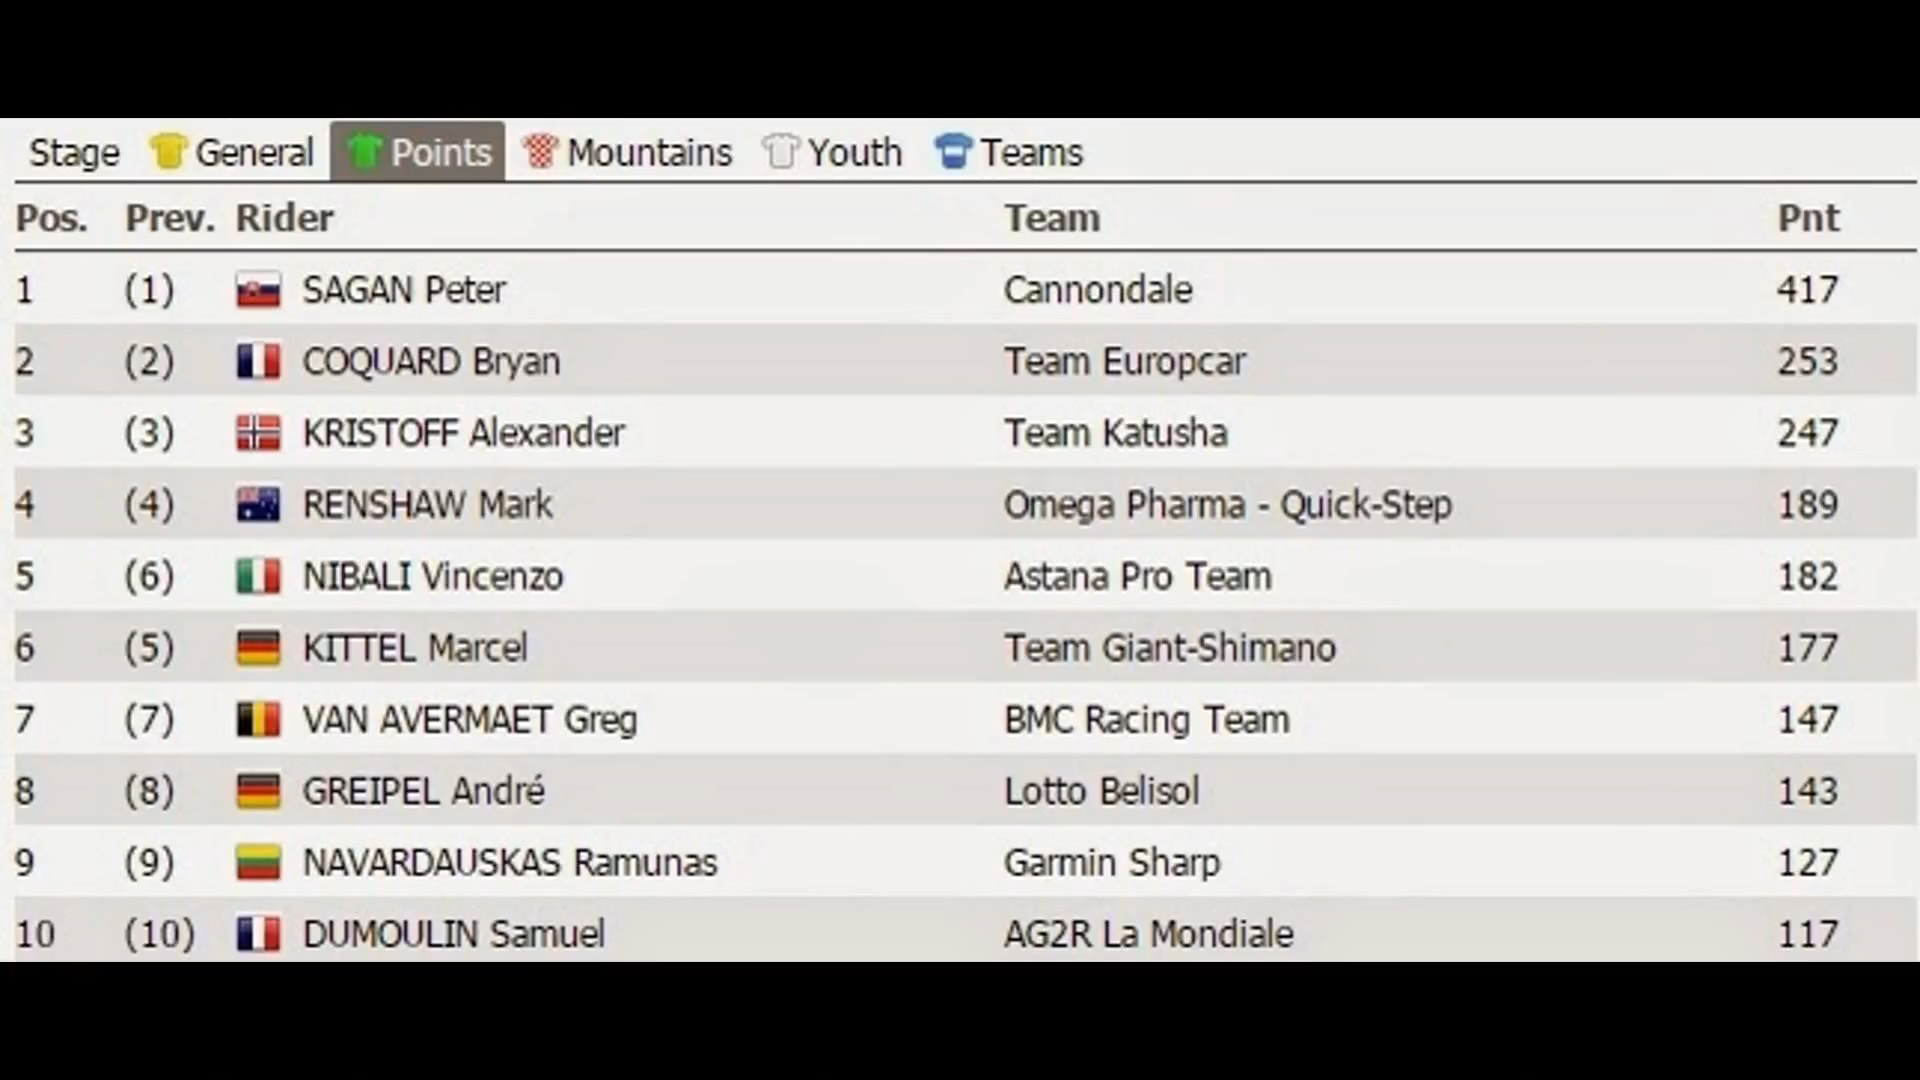 Stage General Points Mountains Youth Teams
Pos. Prev. Rider Team Pnt
1 (1) SAGAN Peter Cannondale 417
2 (2) COQUARD Bryan Team Europcar 253
3 (3) KRISTOFF Alexander Team Katusha 247
4 (4) RENSHAW Mark Omega Pharma - Quick-Step 189
5 (6) NIBALI Vincenzo Astana Pro Team 182
6 (5) KITTEL Marcel Team Giant-Shimano 177
7 (7) VAN AVERMAET Greg BMC Racing Team 147
8 (8) GREIPEL André Lotto Belisol 143
9 (9) NAVARDAUSKAS Ramunas Garmin Sharp 127
10 (10) DUMOULIN Samuel AG2R La Mondiale 117